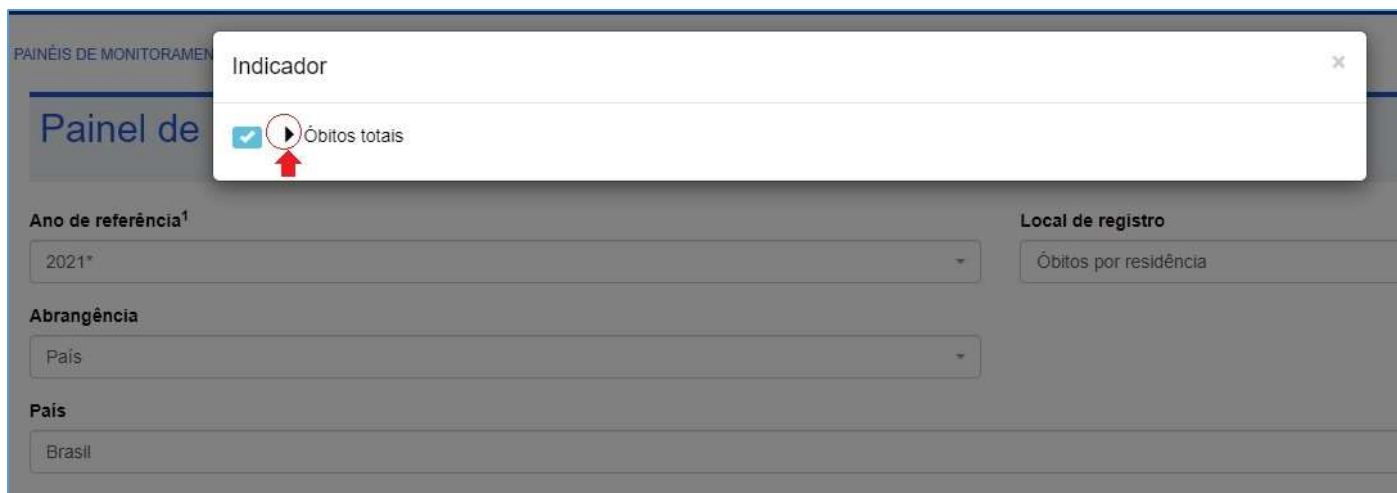 PAINÉIS DE MONITORAMEN
Indicador ×
Painel de
Óbitos totais
Ano de referência¹
Local de registro
2021*
Óbitos por residência
Abrangência
País
País
Brasil